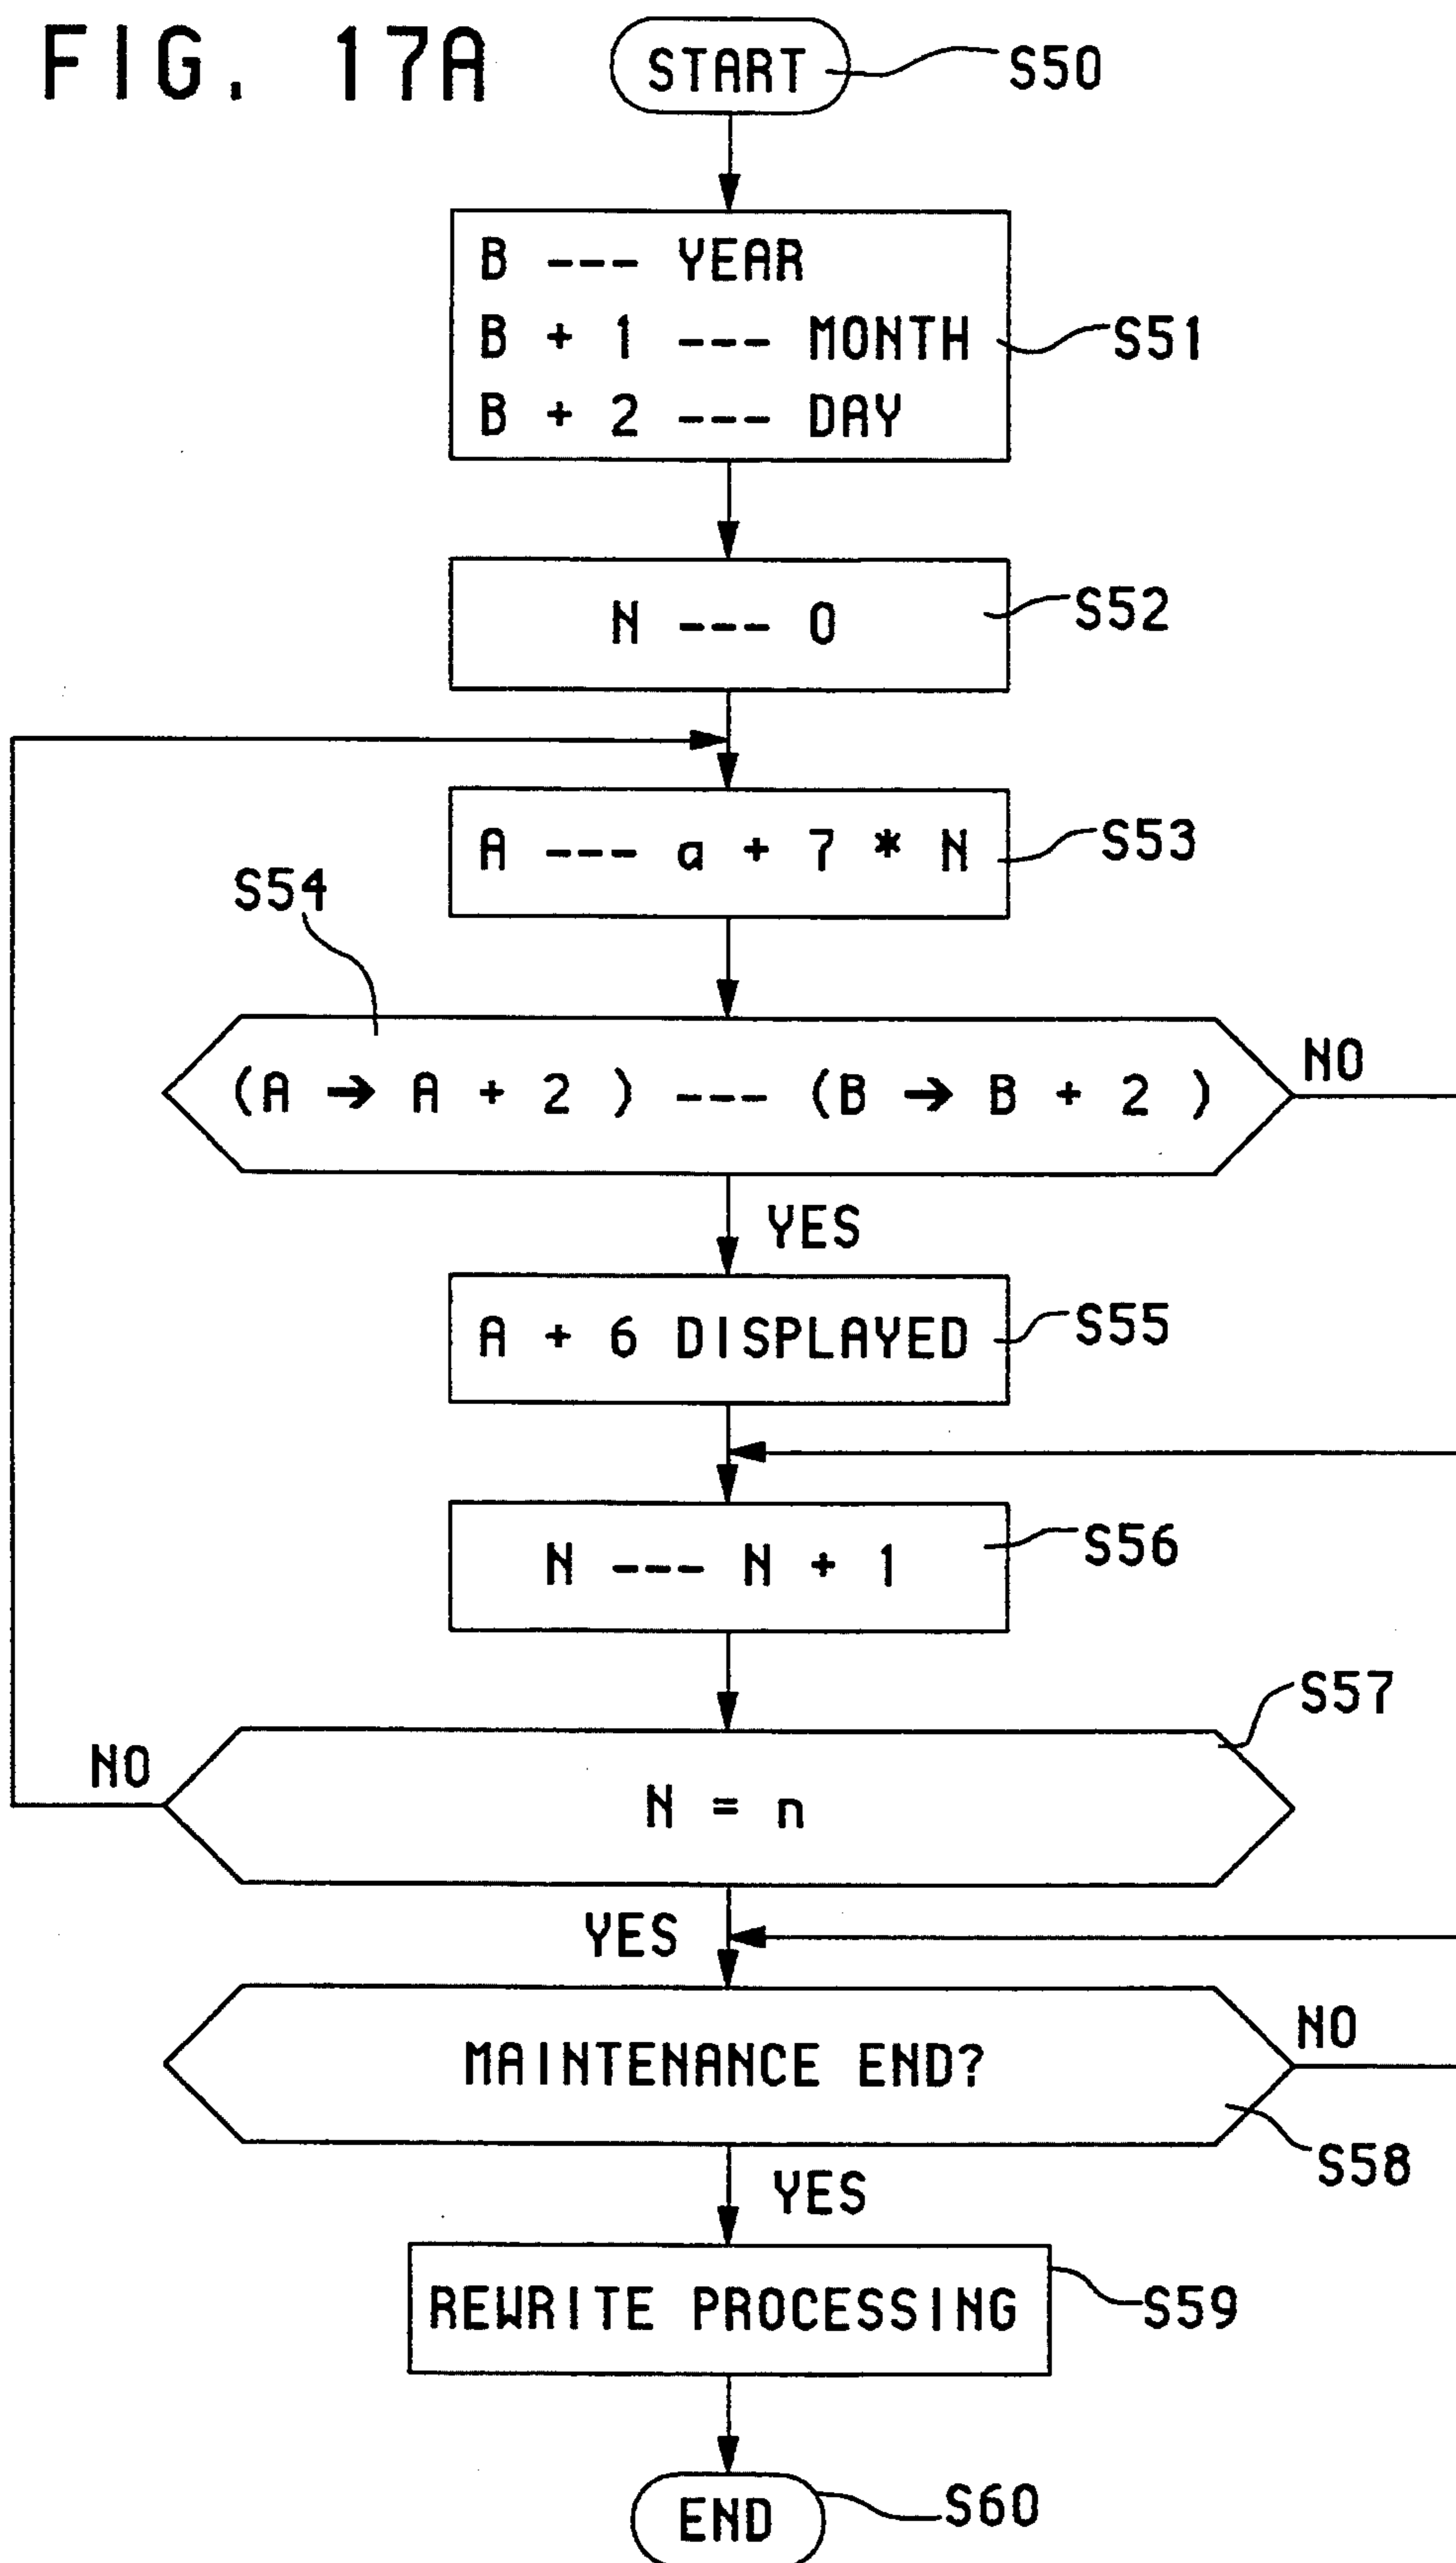 FIG. 17A
START
S50
B --- YEAR
B + 1 --- MONTH
B + 2 --- DAY
S51
N --- 0
S52
A --- a + 7 * N
S53
S54
(A → A + 2 ) --- (B → B + 2 )
NO
YES
A + 6 DISPLAYED
S55
N --- N + 1
S56
S57
NO
N = n
YES
MAINTENANCE END?
NO
S58
YES
REWRITE PROCESSING
S59
END
S60